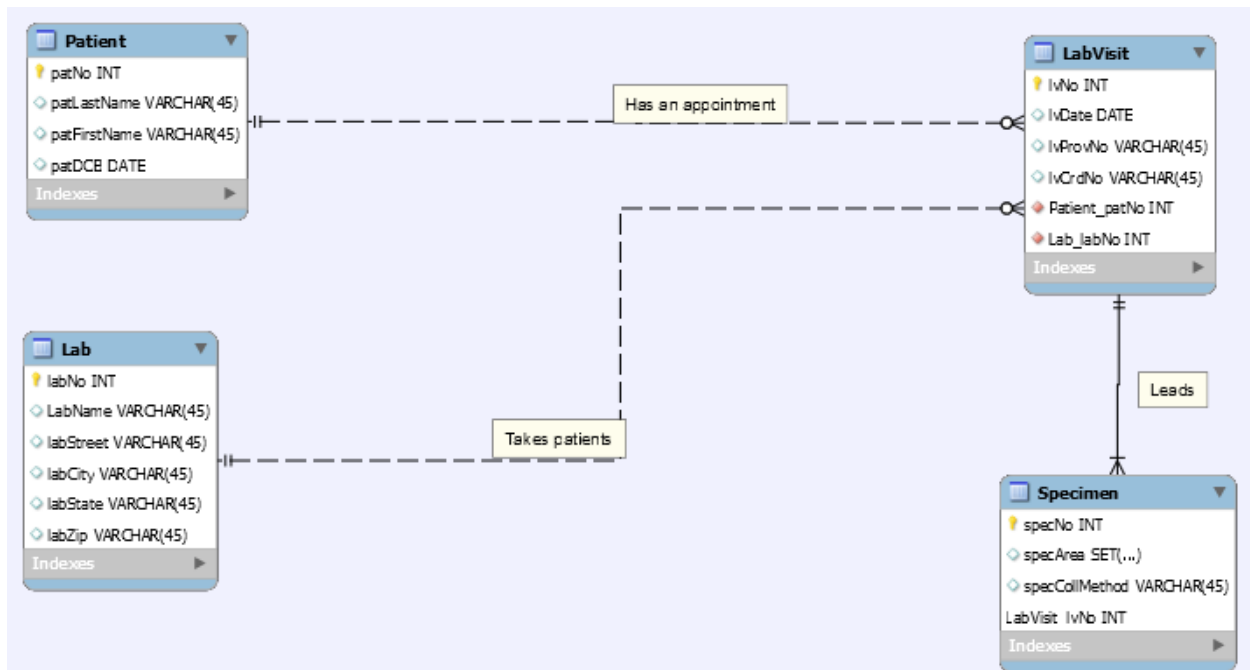 Patient
patNo INT
patLastName VARCHAR(45)
patFirstName VARCHAR(45)
patDCB DATE
Indexes
Has an appointment
LabVisit
lvNo INT
lvDate DATE
lvProvNo VARCHAR(45)
lvCrdNo VARCHAR(45)
Patient_patNo INT
Lab_labNo INT
Indexes
Lab
labNo INT
LabName VARCHAR(45)
labStreet VARCHAR(45)
labCity VARCHAR(45)
labState VARCHAR(45)
labZip VARCHAR(45)
Indexes
Takes patients
Leads
Specimen
specNo INT
specArea SET(...)
specCollMethod VARCHAR(45)
LabVisit_lvNo INT
Indexes